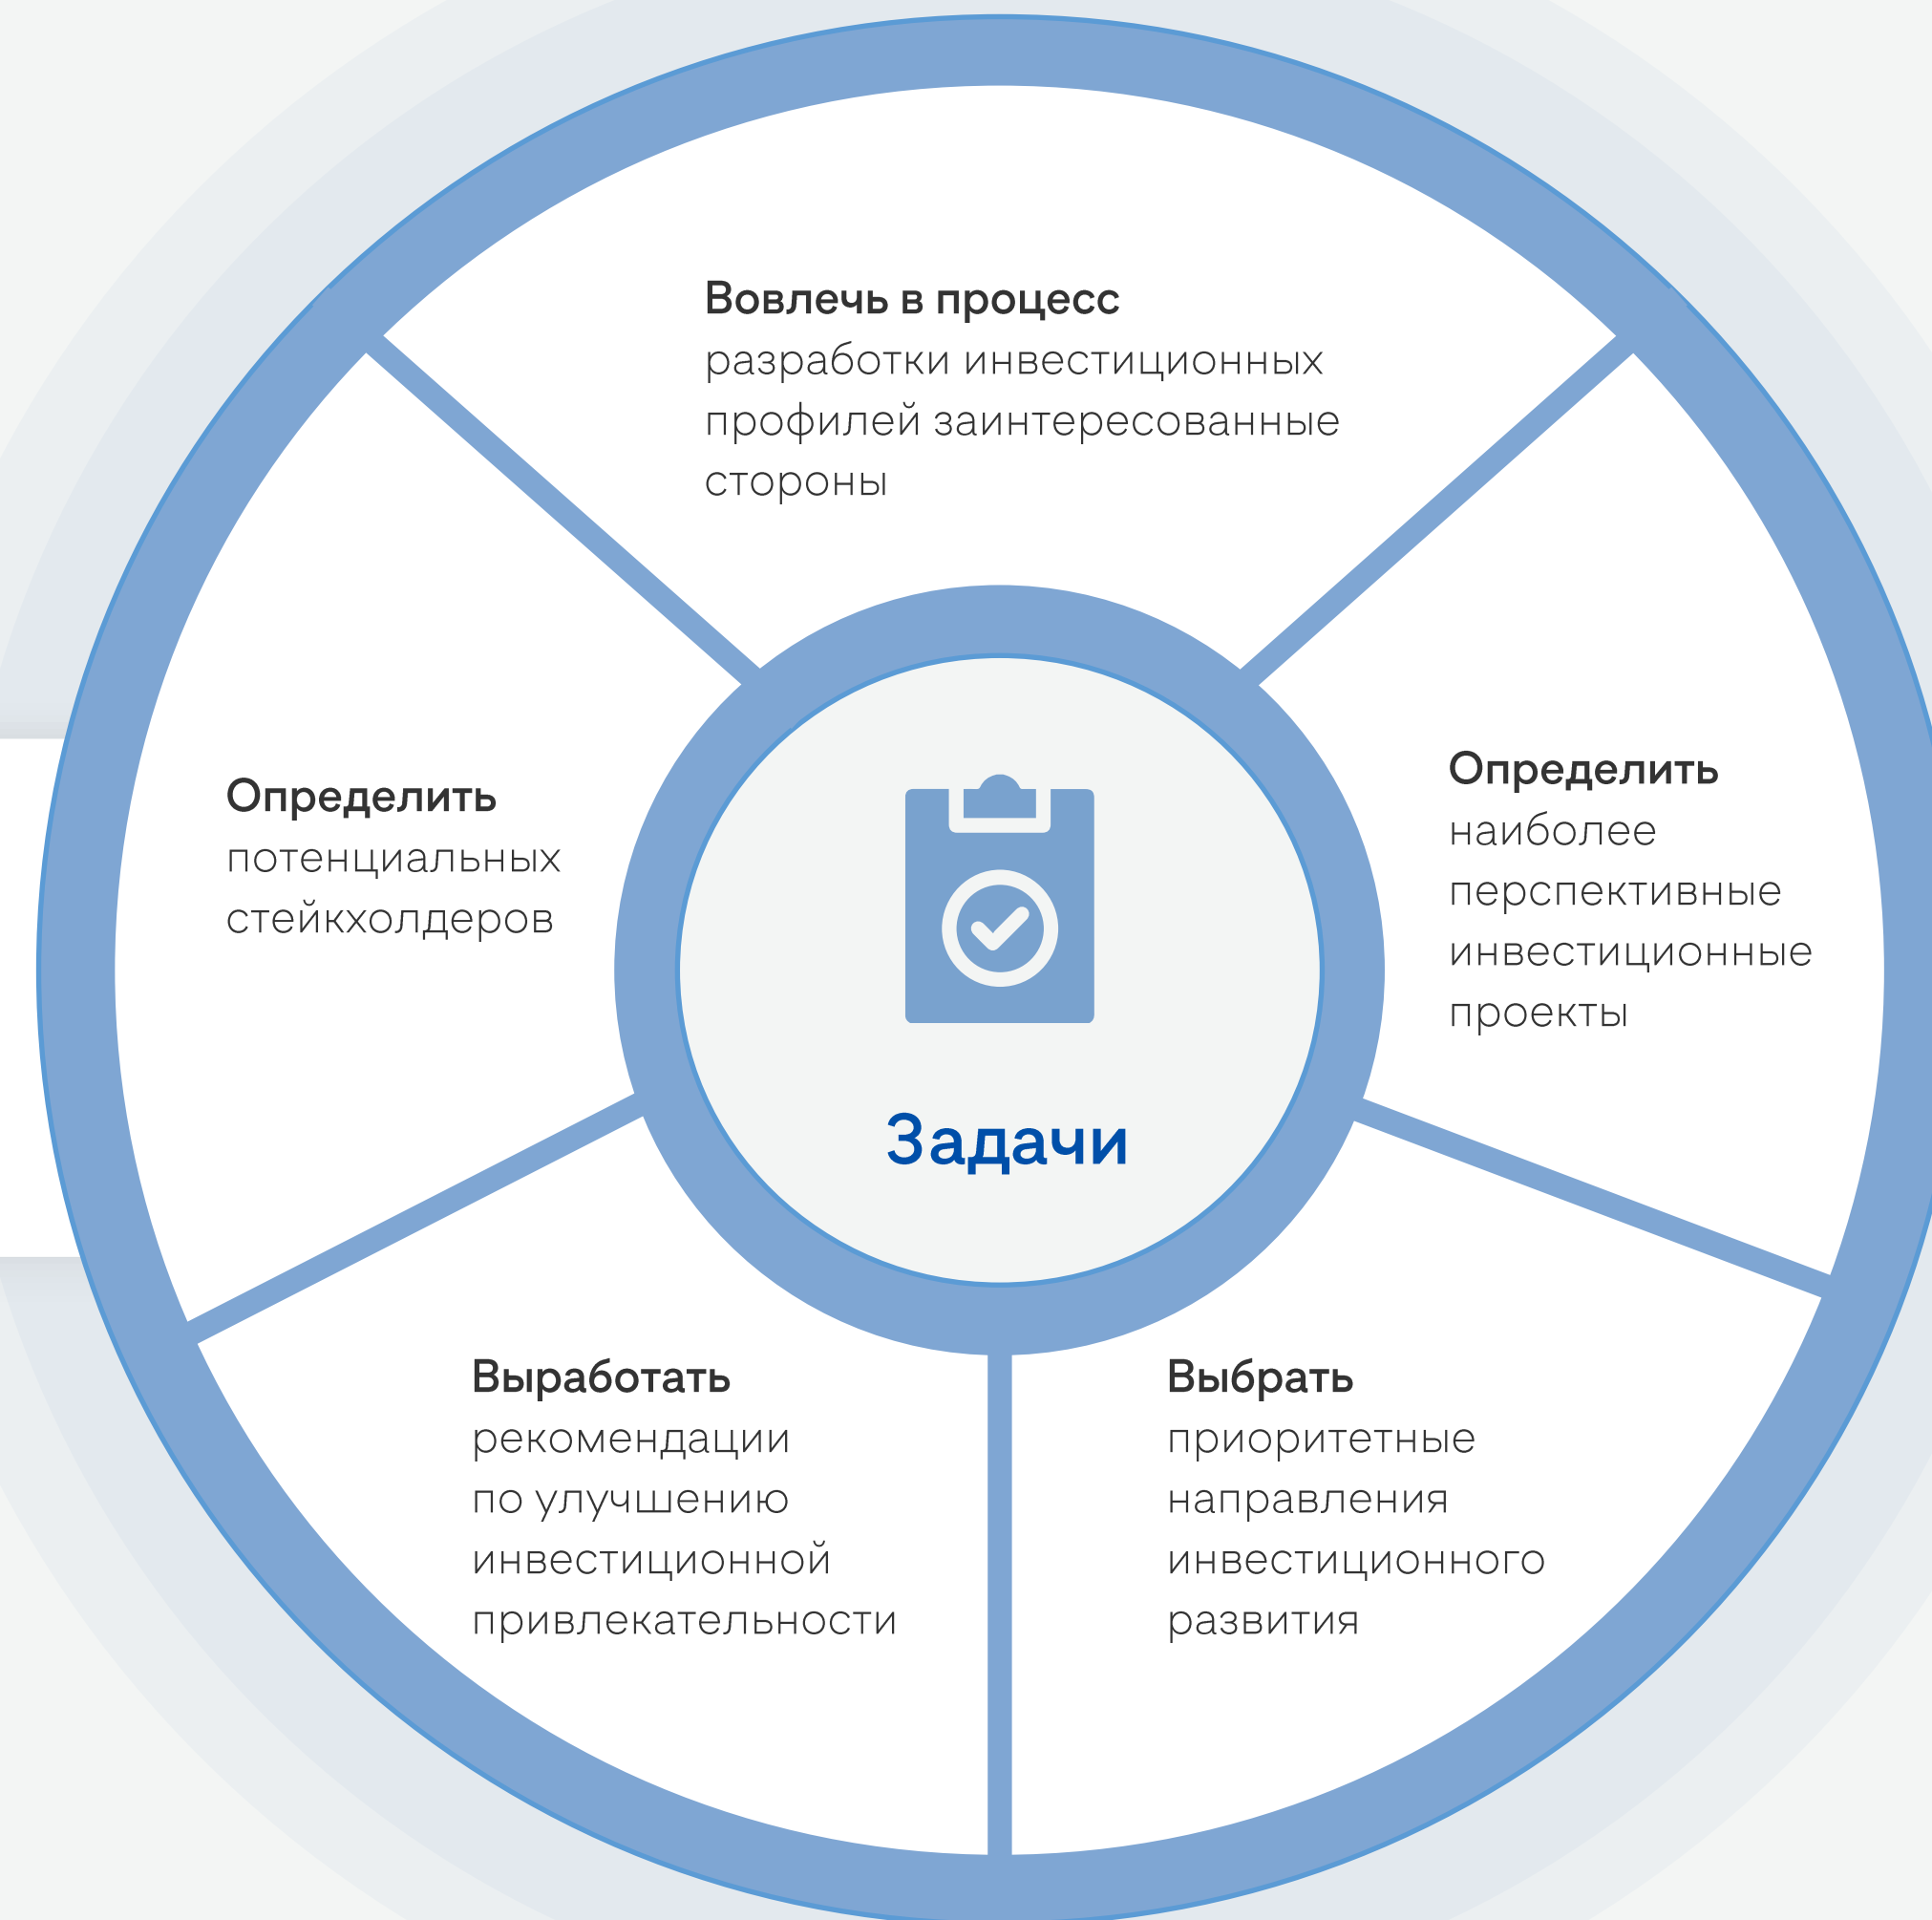 Вовлечь в процесс
разработки инвестиционных
профилей заинтересованные
стороны
Определить
наиболее
перспективные
инвестиционные
проекты
Выбрать
приоритетные
направления
инвестиционного
развития
Выработать
рекомендации
по улучшению
инвестиционной
привлекательности
Определить
потенциальных
стейкхолдеров
Задачи